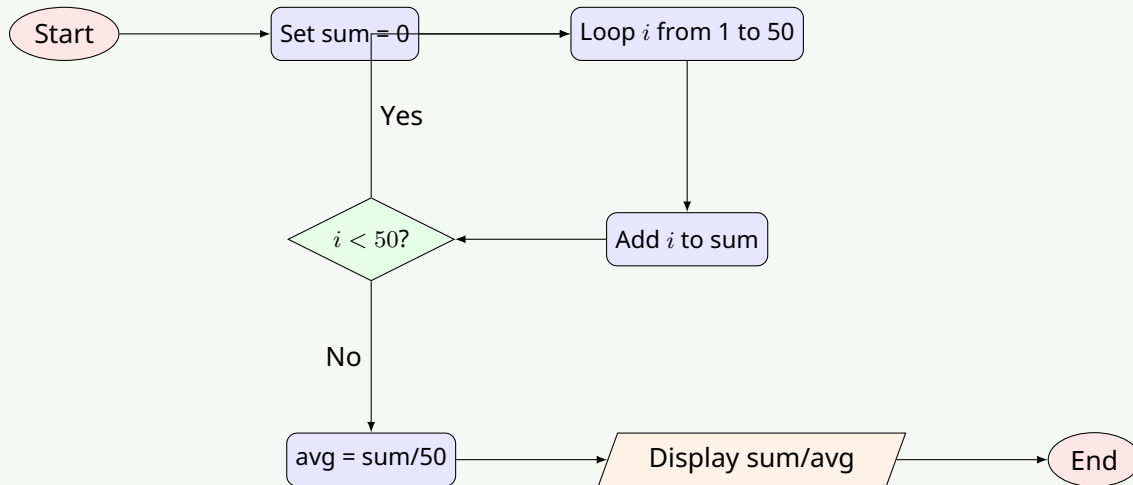 Start
Set sum = 0
Loop i from 1 to 50
Yes
i < 50?
Add i to sum
No
avg = sum/50
Display sum/avg
End